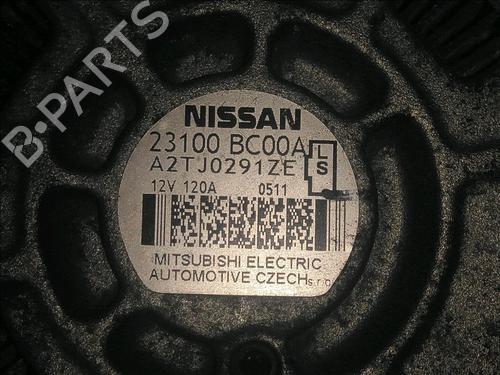 B-PARTS
NISSAN
23100 BC00A
A2TJ0291ZE
L
S
12V 120A 0511
MITSUBISHI ELECTRIC
AUTOMOTIVE CZECH s.r.o